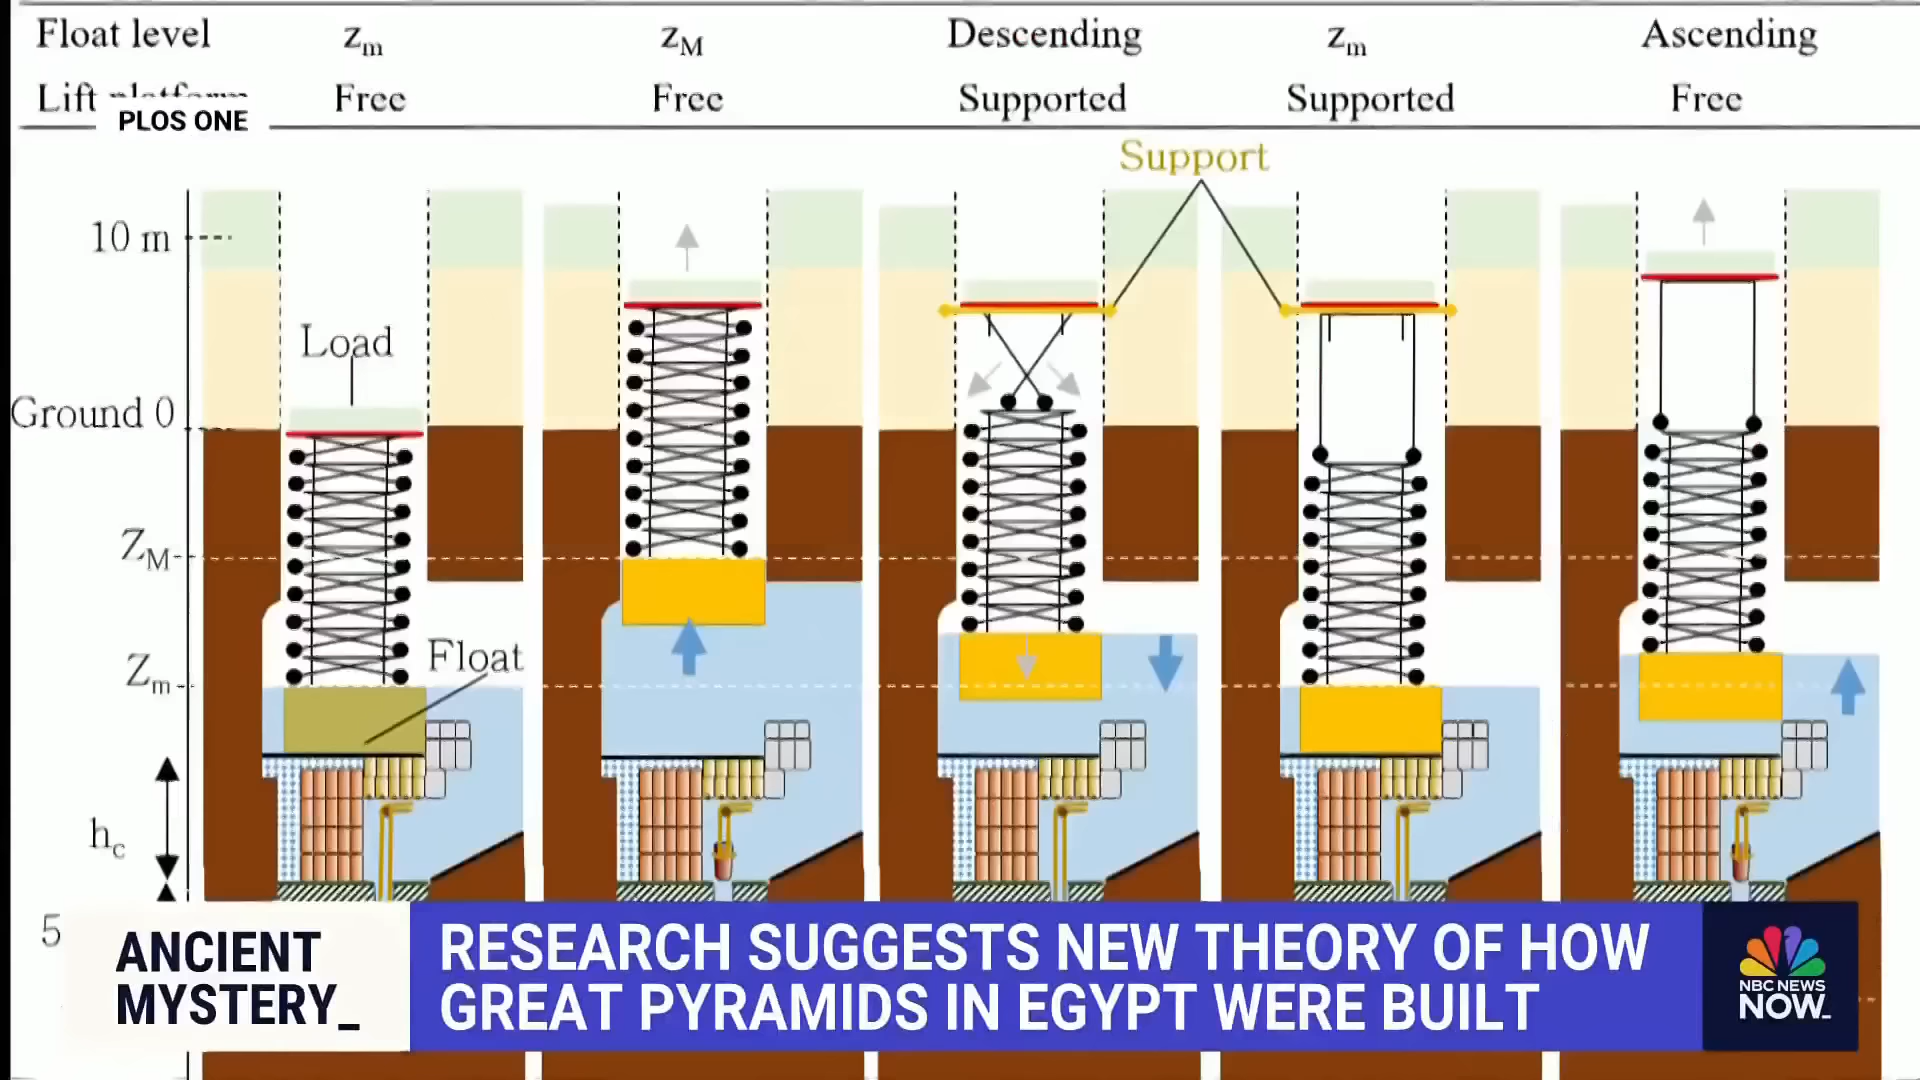 Float level z_m z_M Descending z_m Ascending
Lift platform Free Free Supported Supported Free
PLOS ONE
Support
10 m
Load
Ground 0
Z_M
Float
Z_m
h_c
5
ANCIENT
MYSTERY_
RESEARCH SUGGESTS NEW THEORY OF HOW
GREAT PYRAMIDS IN EGYPT WERE BUILT
NBC NEWS
NOW_